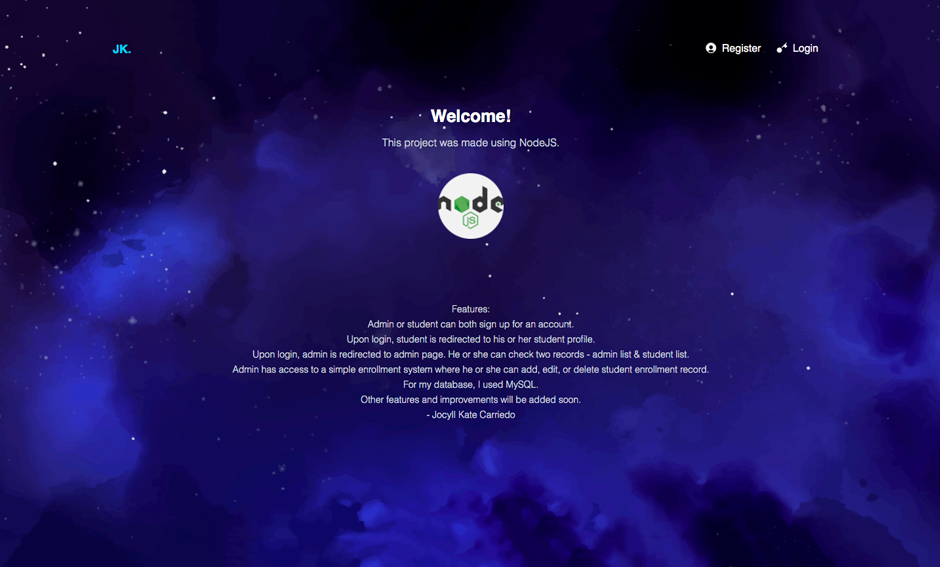 JK.
Register
Login
Welcome!
This project was made using NodeJS.
node
JS
Features:
Admin or student can both sign up for an account.
Upon login, student is redirected to his or her student profile.
Upon login, admin is redirected to admin page. He or she can check two records - admin list & student list.
Admin has access to a simple enrollment system where he or she can add, edit, or delete student enrollment record.
For my database, I used MySQL.
Other features and improvements will be added soon.
- Jocyll Kate Carriedo